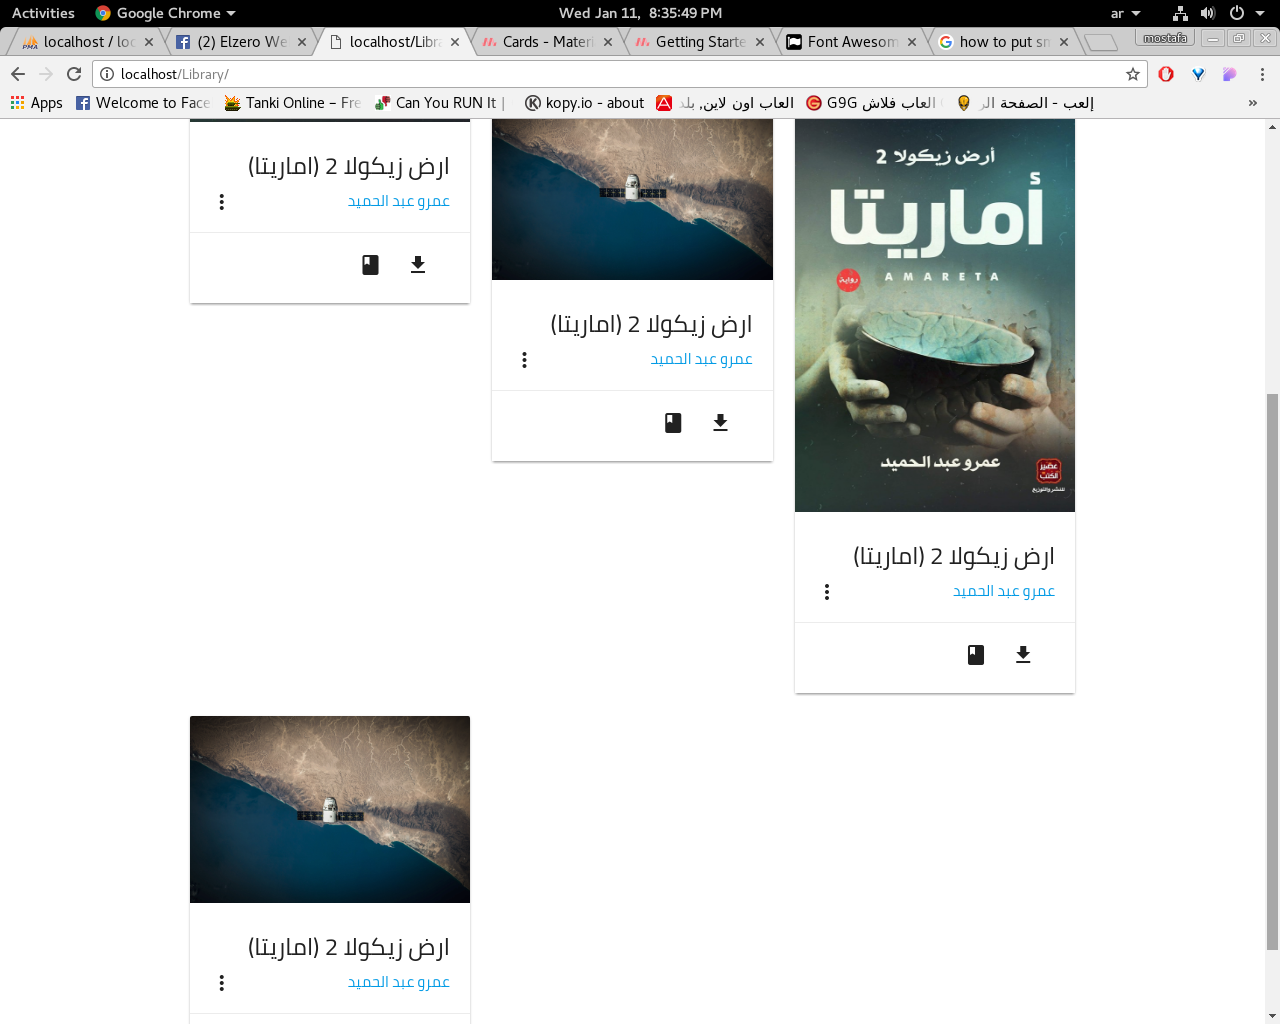 Activities
Google Chrome
Wed Jan 11, 8:35:49 PM
ar
localhost / loc
(2) Elzero We
localhost/Libra
Cards - Materi
Getting Starte
Font Awesom
how to put sm
mostafa
localhost/Library/
Apps
Welcome to Face
Tanki Online – Fre
Can You RUN It |
kopy.io - about
العاب اون لاين, بلد
G9G العاب فلاش
إلعب - الصفحة الر
»
ارض زيكولا 2 (اماريتا)
عمرو عبد الحميد
ارض زيكولا 2 (اماريتا)
عمرو عبد الحميد
أرض زيكولا 2
أماريتا
AMARETA
رواية
عمرو عبد الحميد
عصير الكتب
للنشر والتوزيع
ارض زيكولا 2 (اماريتا)
عمرو عبد الحميد
ارض زيكولا 2 (اماريتا)
عمرو عبد الحميد